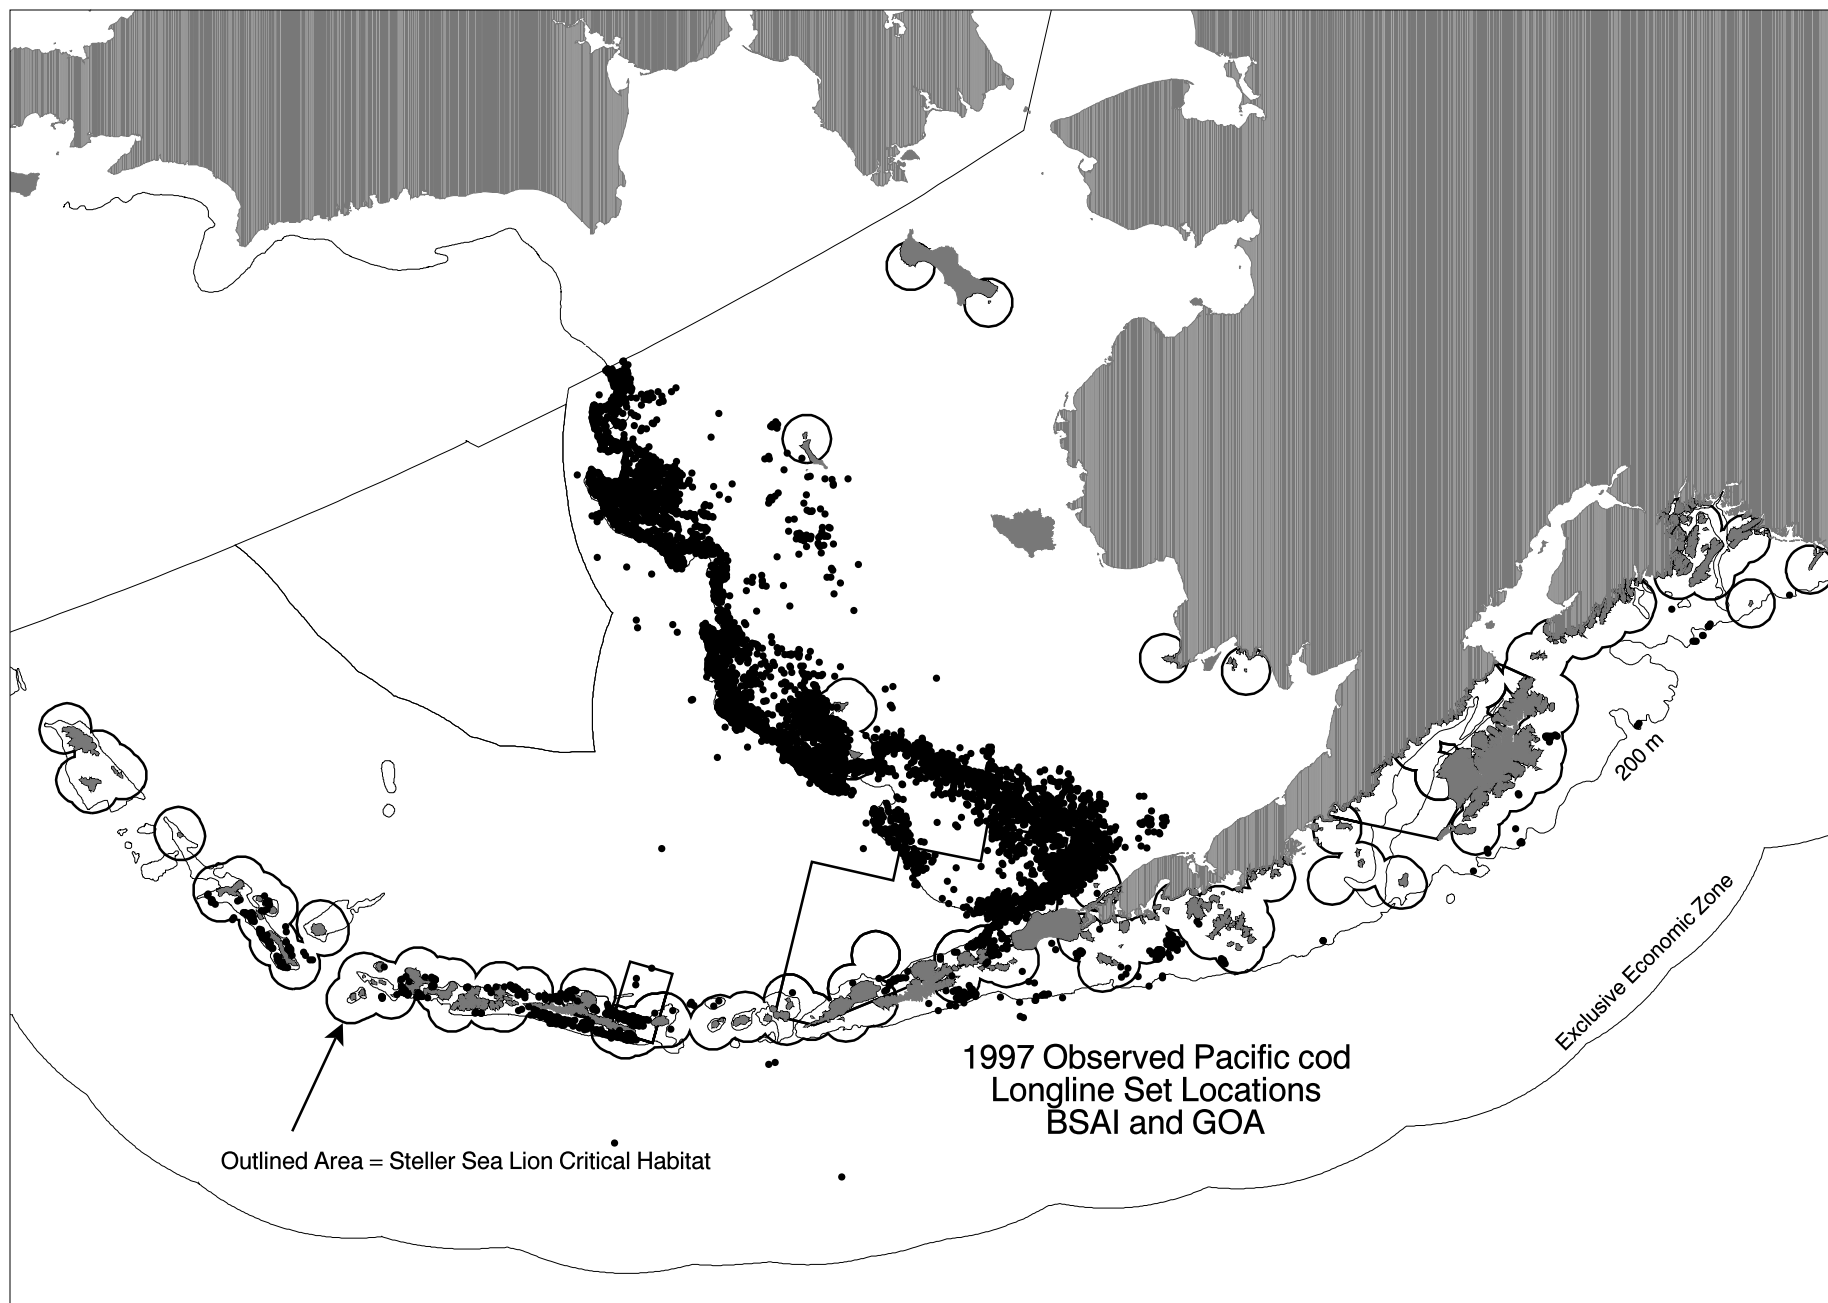 200 m
Exclusive Economic Zone
1997 Observed Pacific cod
Longline Set Locations
BSAI and GOA
Outlined Area = Steller Sea Lion Critical Habitat